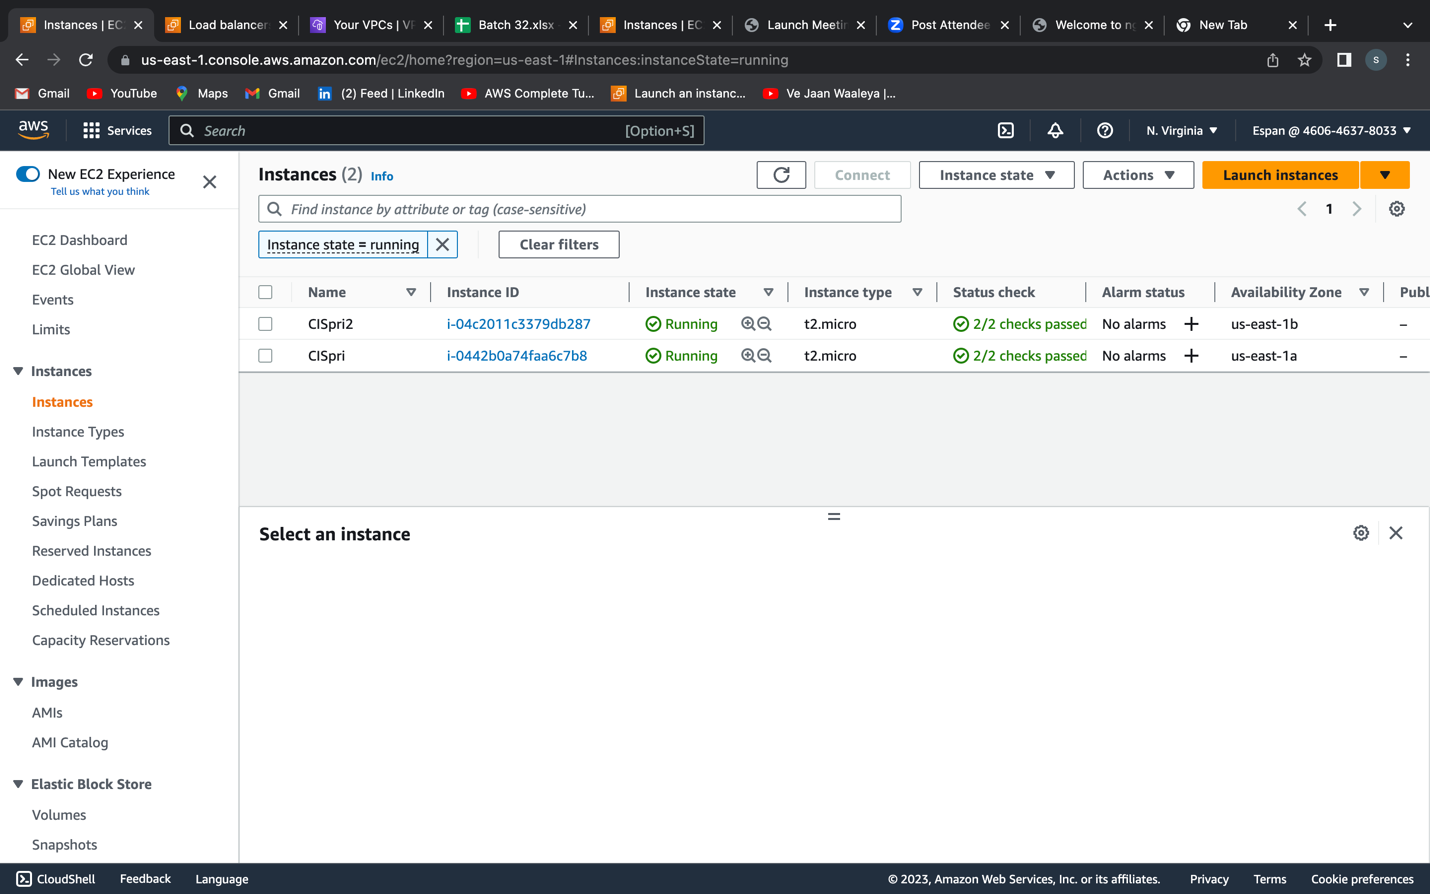 Instances | EC
Load balancer
Your VPCs | VP
Batch 32.xlsx
Instances | EC
Launch Meetin
Post Attendee
Welcome to ng
New Tab
us-east-1.console.aws.amazon.com/ec2/home?region=us-east-1#Instances:instanceState=running
S
Gmail
YouTube
Maps
Gmail
(2) Feed | LinkedIn
AWS Complete Tu...
Launch an instanc...
Ve Jaan Waaleya |...
aws
Services
Search
[Option+S]
N. Virginia
Espan @ 4606-4637-8033
New EC2 Experience
Tell us what you think
EC2 Dashboard
EC2 Global View
Events
Limits
Instances
Instances
Instance Types
Launch Templates
Spot Requests
Savings Plans
Reserved Instances
Dedicated Hosts
Scheduled Instances
Capacity Reservations
Images
AMIs
AMI Catalog
Elastic Block Store
Volumes
Snapshots
Instances (2) Info
Connect
Instance state
Actions
Launch instances
Find instance by attribute or tag (case-sensitive)
1
Instance state = running
Clear filters
Name Instance ID Instance state Instance type Status check Alarm status Availability Zone Publ
CISpri2 i-04c2011c3379db287 Running t2.micro 2/2 checks passed No alarms + us-east-1b –
CISpri i-0442b0a74faa6c7b8 Running t2.micro 2/2 checks passed No alarms + us-east-1a –
Select an instance
CloudShell Feedback Language © 2023, Amazon Web Services, Inc. or its affiliates. Privacy Terms Cookie preferences